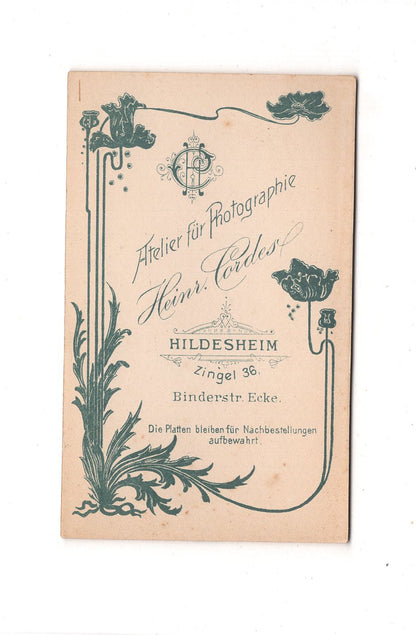 Atelier für Photographie
Heinr. Cordes
HILDESHEIM
Zingel 36.
Binderstr. Ecke.
Die Platten bleiben für Nachbestellungen
aufbewahrt.